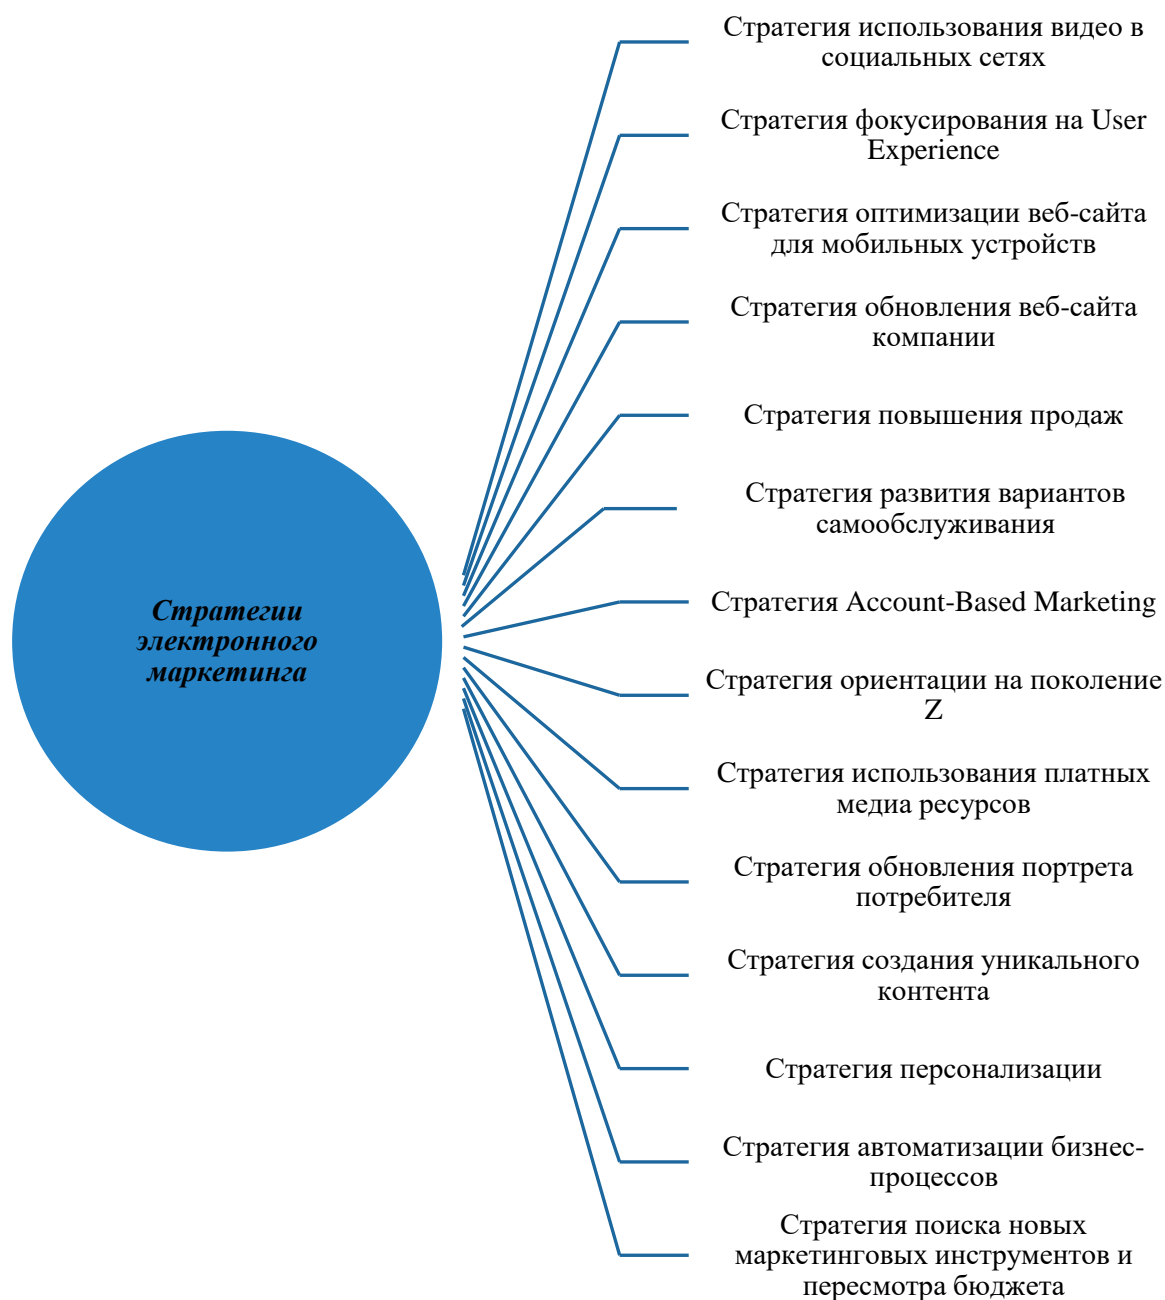 Стратегия использования видео в
социальных сетях
Стратегия фокусирования на User
Experience
Стратегия оптимизации веб-сайта
для мобильных устройств
Стратегия обновления веб-сайта
компании
Стратегия повышения продаж
Стратегия развития вариантов
самообслуживания
Стратегии
электронного
маркетинга
Стратегия Account-Based Marketing
Стратегия ориентации на поколение
Z
Стратегия использования платных
медиа ресурсов
Стратегия обновления портрета
потребителя
Стратегия создания уникального
контента
Стратегия персонализации
Стратегия автоматизации бизнес-
процессов
Стратегия поиска новых
маркетинговых инструментов и
пересмотра бюджета